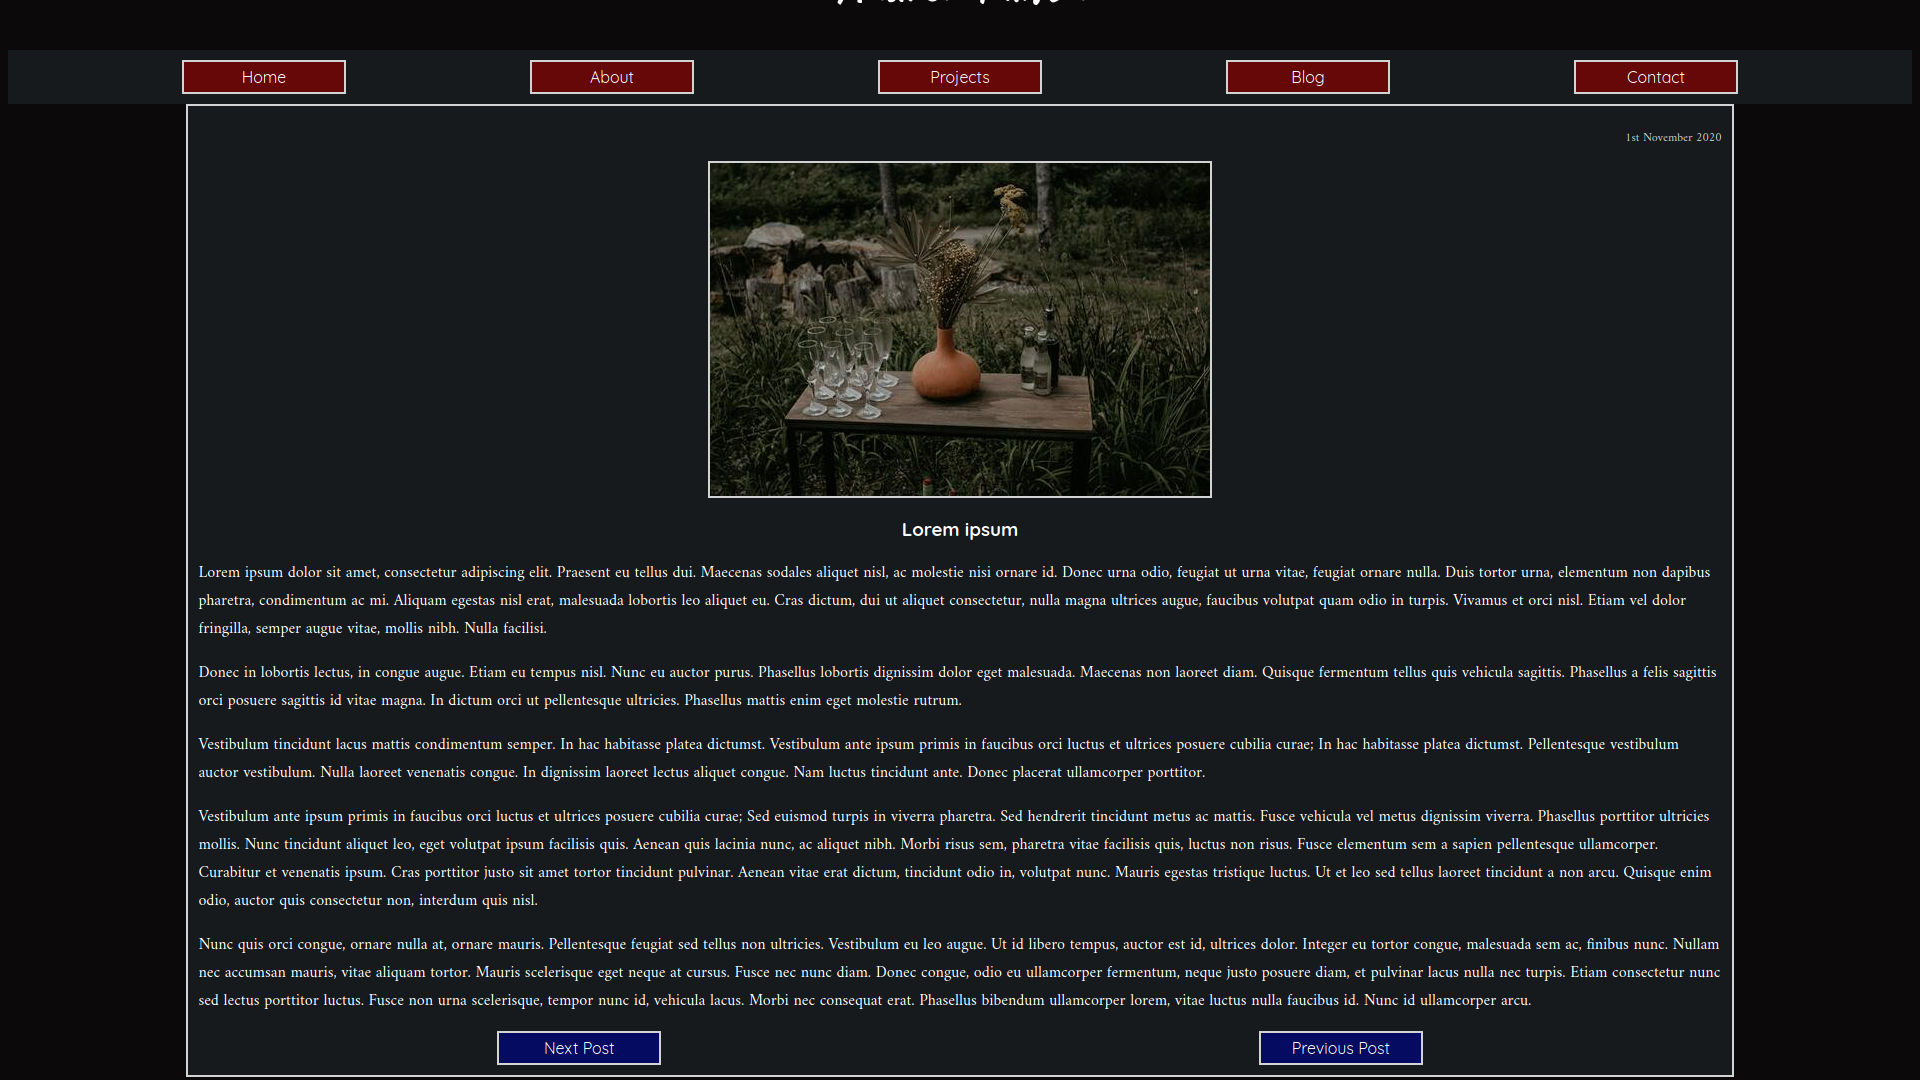 Home
About
Projects
Blog
Contact
1st November 2020
Lorem ipsum
Lorem ipsum dolor sit amet, consectetur adipiscing elit. Praesent eu tellus dui. Maecenas sodales aliquet nisl, ac molestie nisi ornare id. Donec urna odio, feugiat ut urna vitae, feugiat ornare nulla. Duis tortor urna, elementum non dapibus
pharetra, condimentum ac mi. Aliquam egestas nisl erat, malesuada lobortis leo aliquet eu. Cras dictum, dui ut aliquet consectetur, nulla magna ultrices augue, faucibus volutpat quam odio in turpis. Vivamus et orci nisl. Etiam vel dolor
fringilla, semper augue vitae, mollis nibh. Nulla facilisi.
Donec in lobortis lectus, in congue augue. Etiam eu tempus nisl. Nunc eu auctor purus. Phasellus lobortis dignissim dolor eget malesuada. Maecenas non laoreet diam. Quisque fermentum tellus quis vehicula sagittis. Phasellus a felis sagittis
orci posuere sagittis id vitae magna. In dictum orci ut pellentesque ultricies. Phasellus mattis enim eget molestie rutrum.
Vestibulum tincidunt lacus mattis condimentum semper. In hac habitasse platea dictumst. Vestibulum ante ipsum primis in faucibus orci luctus et ultrices posuere cubilia curae; In hac habitasse platea dictumst. Pellentesque vestibulum
auctor vestibulum. Nulla laoreet venenatis congue. In dignissim laoreet lectus aliquet congue. Nam luctus tincidunt ante. Donec placerat ullamcorper porttitor.
Vestibulum ante ipsum primis in faucibus orci luctus et ultrices posuere cubilia curae; Sed euismod turpis in viverra pharetra. Sed hendrerit tincidunt metus ac mattis. Fusce vehicula vel metus dignissim viverra. Phasellus porttitor ultricies
mollis. Nunc tincidunt aliquet leo, eget volutpat ipsum facilisis quis. Aenean quis lacinia nunc, ac aliquet nibh. Morbi risus sem, pharetra vitae facilisis quis, luctus non risus. Fusce elementum sem a sapien pellentesque ullamcorper.
Curabitur et venenatis ipsum. Cras porttitor justo sit amet tortor tincidunt pulvinar. Aenean vitae erat dictum, tincidunt odio in, volutpat nunc. Mauris egestas tristique luctus. Ut et leo sed tellus laoreet tincidunt a non arcu. Quisque enim
odio, auctor quis consectetur non, interdum quis nisl.
Nunc quis orci congue, ornare nulla at, ornare mauris. Pellentesque feugiat sed tellus non ultricies. Vestibulum eu leo augue. Ut id libero tempus, auctor est id, ultrices dolor. Integer eu tortor congue, malesuada sem ac, finibus nunc. Nullam
nec accumsan mauris, vitae aliquam tortor. Mauris scelerisque eget neque at cursus. Fusce nec nunc diam. Donec congue, odio eu ullamcorper fermentum, neque justo posuere diam, et pulvinar lacus nulla nec turpis. Etiam consectetur nunc
sed lectus porttitor luctus. Fusce non urna scelerisque, tempor nunc id, vehicula lacus. Morbi nec consequat erat. Phasellus bibendum ullamcorper lorem, vitae luctus nulla faucibus id. Nunc id ullamcorper arcu.
Next Post
Previous Post